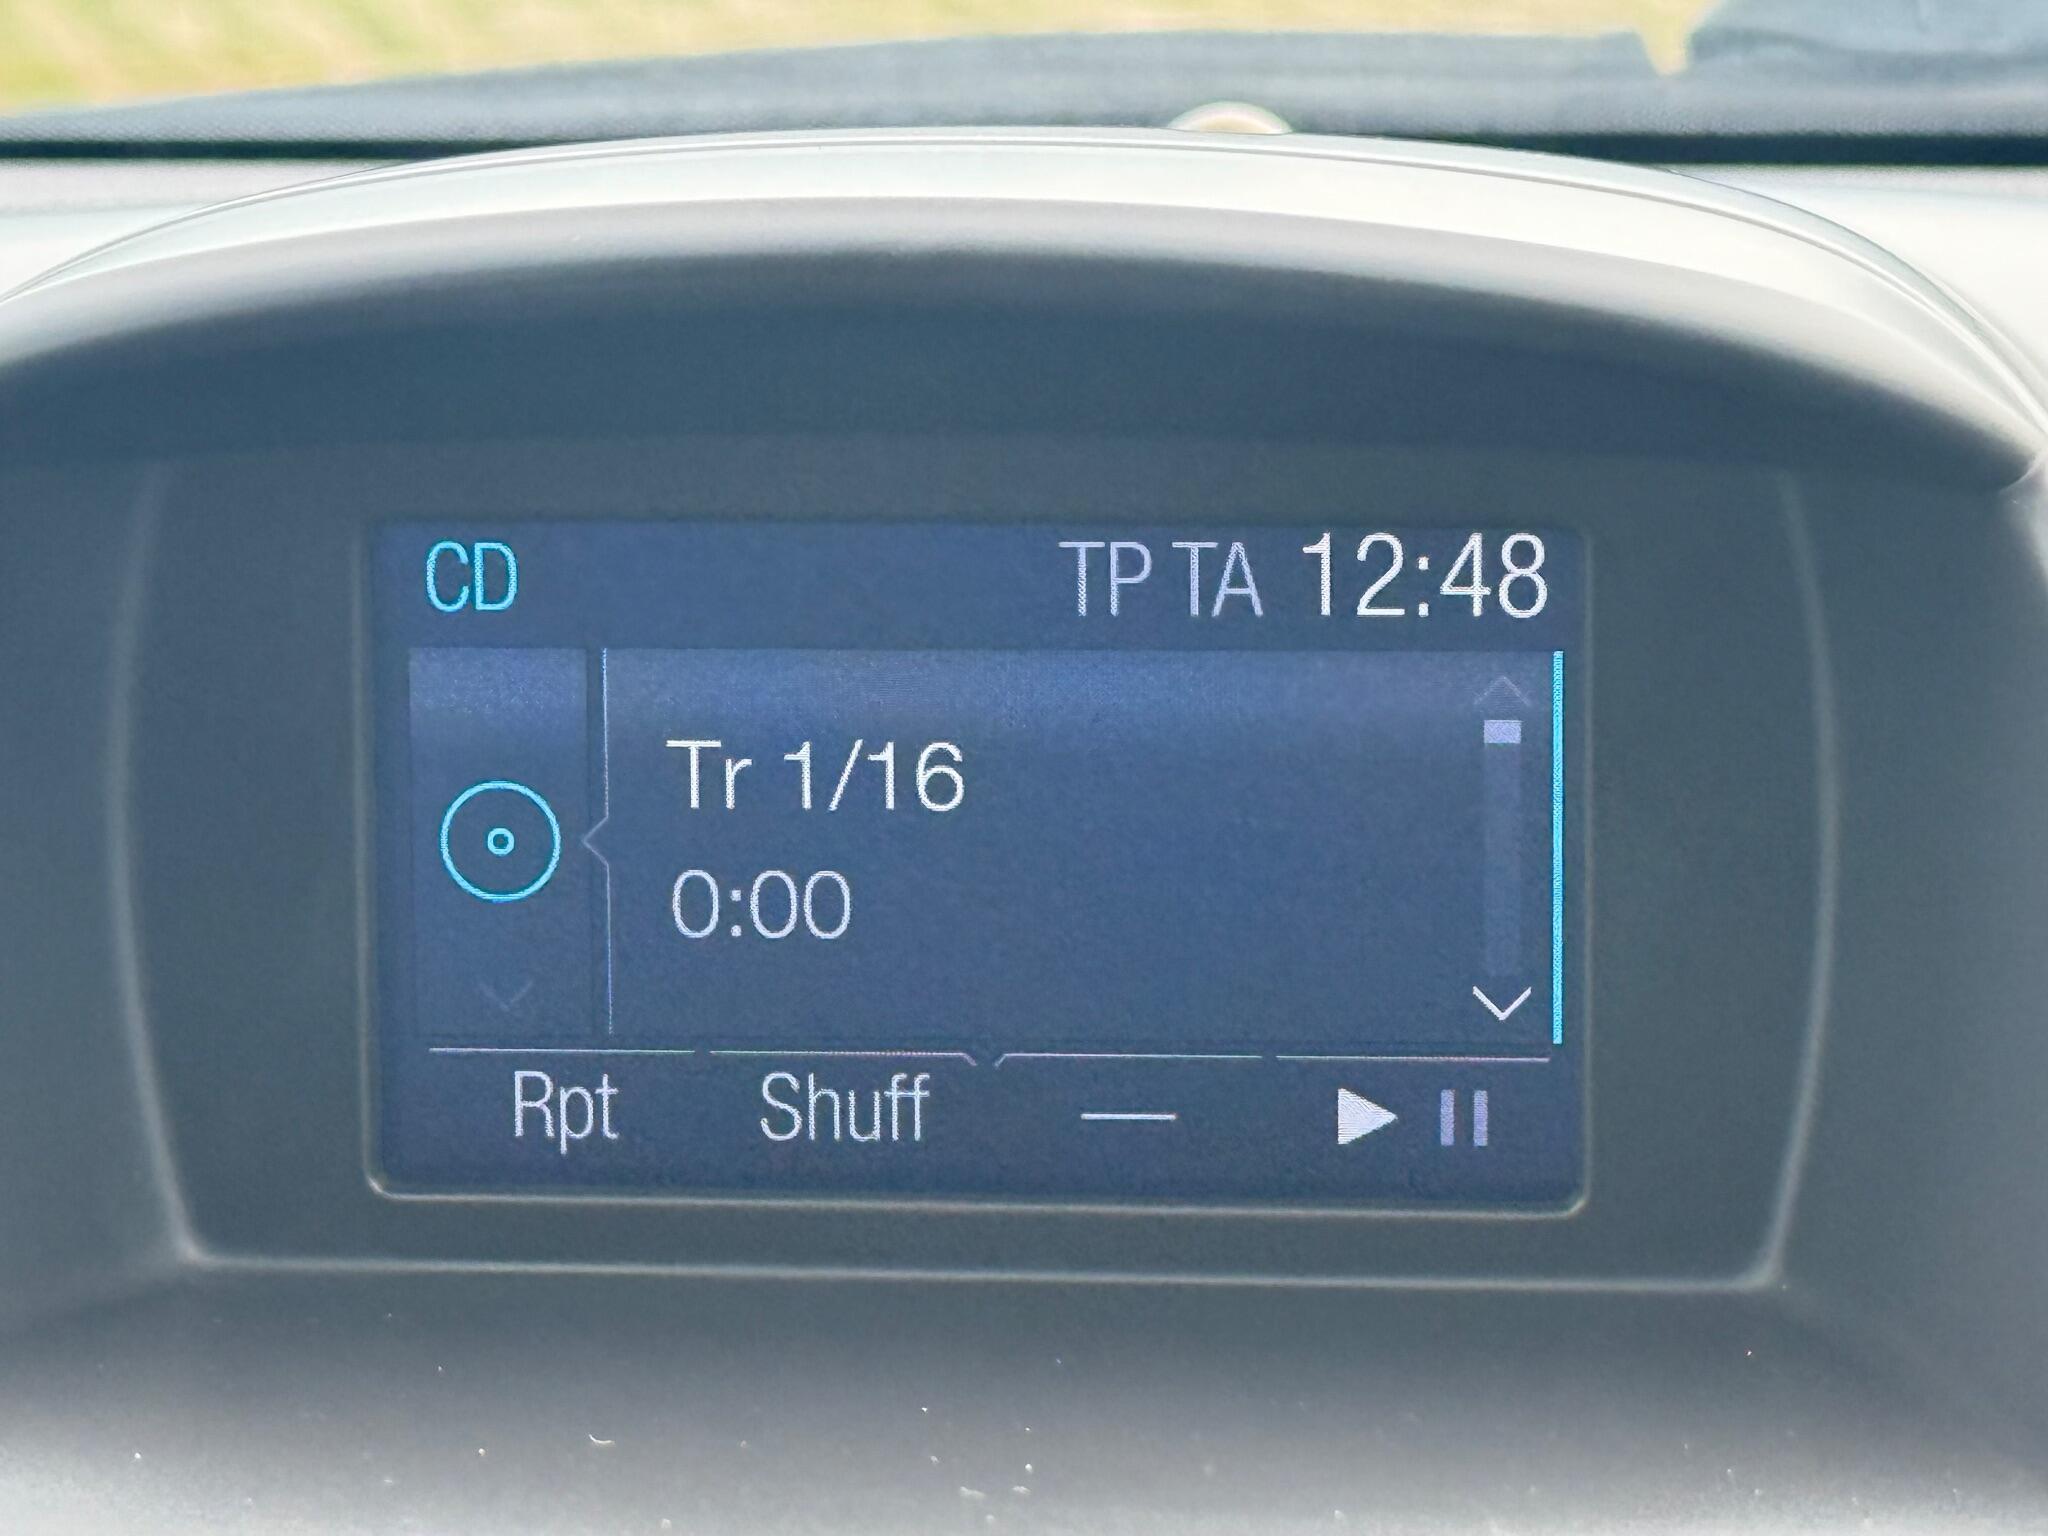 CD TP TA 12:48
Tr 1/16
0:00
Rpt Shuff